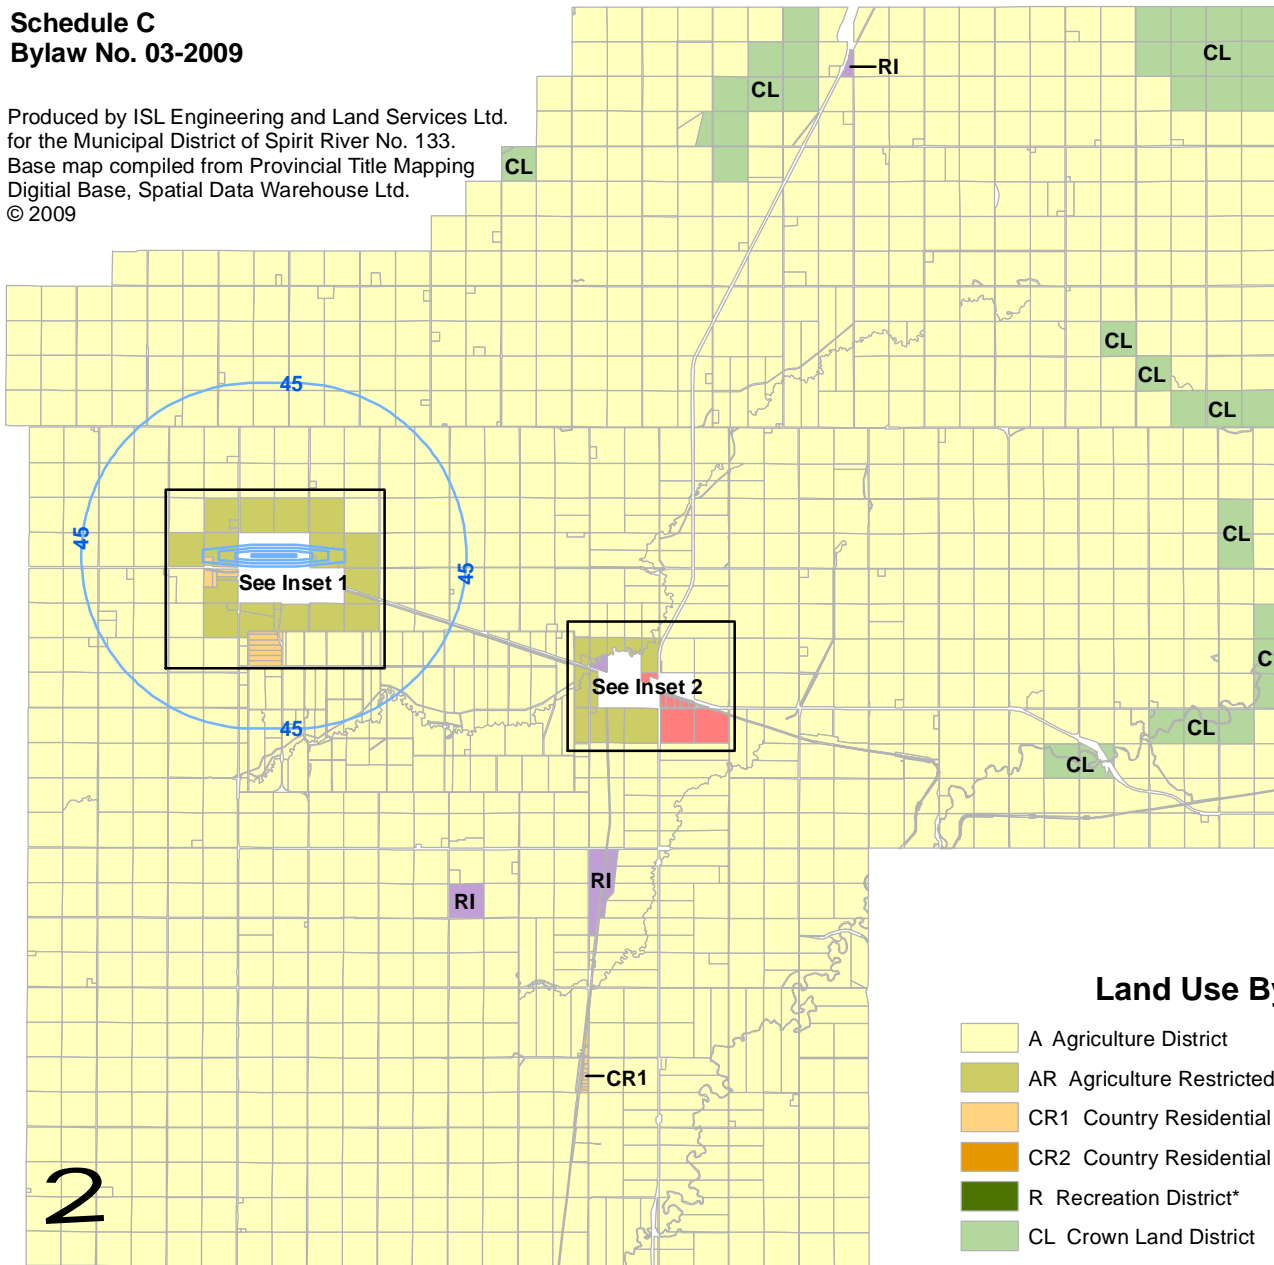 Schedule C
Bylaw No. 03-2009
Produced by ISL Engineering and Land Services Ltd.
for the Municipal District of Spirit River No. 133.
Base map compiled from Provincial Title Mapping
Digitial Base, Spatial Data Warehouse Ltd.
© 2009
CL
RI
CL
CL
CL
CL
CL
45
45
45
45
See Inset 1
CL
See Inset 2
C
CL
CL
RI
RI
CR1
2
Land Use By
A Agriculture District
AR Agriculture Restricted
CR1 Country Residential
CR2 Country Residential
R Recreation District*
CL Crown Land District